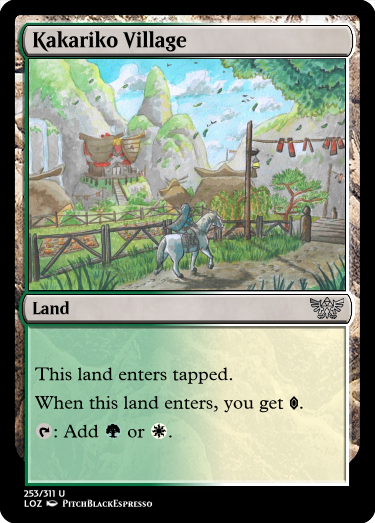 Kakariko Village
Land
This land enters tapped.
When this land enters, you get .
: Add or .
253/311 U
LOZ PitchBlackEspresso